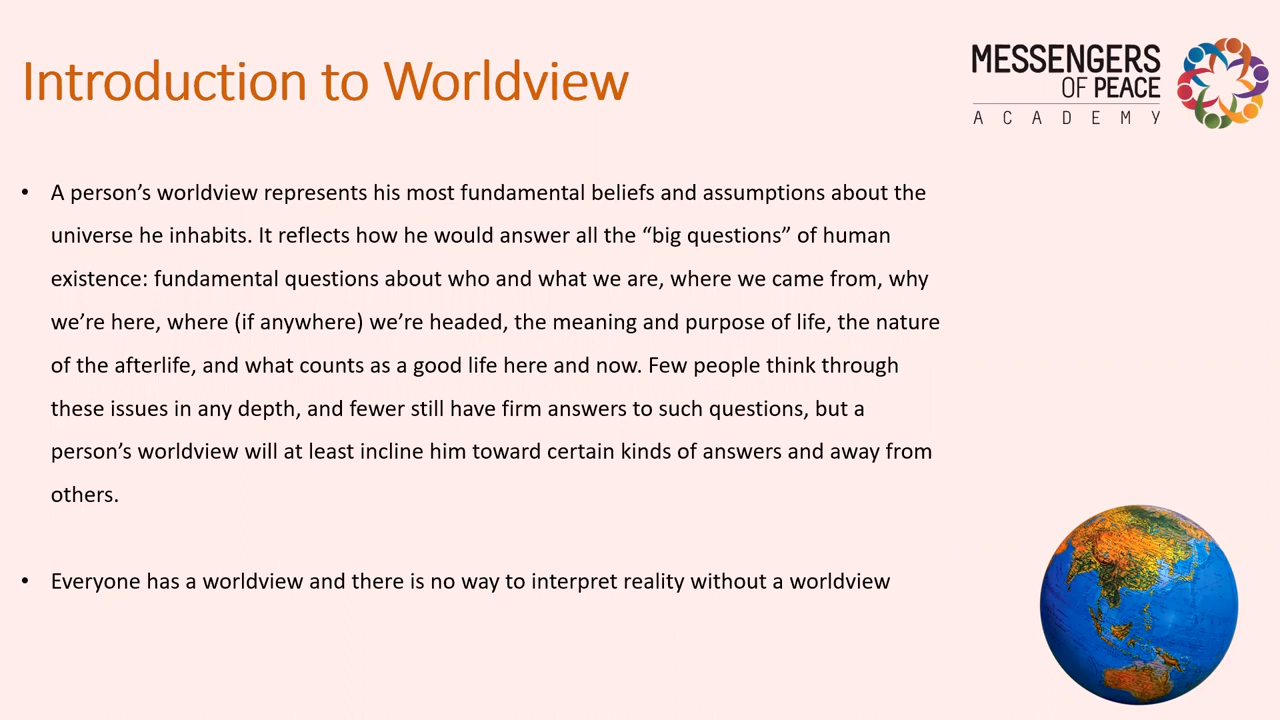 Introduction to Worldview
MESSENGERS
OF PEACE
ACADEMY
• A person’s worldview represents his most fundamental beliefs and assumptions about the
universe he inhabits. It reflects how he would answer all the “big questions” of human
existence: fundamental questions about who and what we are, where we came from, why
we’re here, where (if anywhere) we’re headed, the meaning and purpose of life, the nature
of the afterlife, and what counts as a good life here and now. Few people think through
these issues in any depth, and fewer still have firm answers to such questions, but a
person’s worldview will at least incline him toward certain kinds of answers and away from
others.
• Everyone has a worldview and there is no way to interpret reality without a worldview